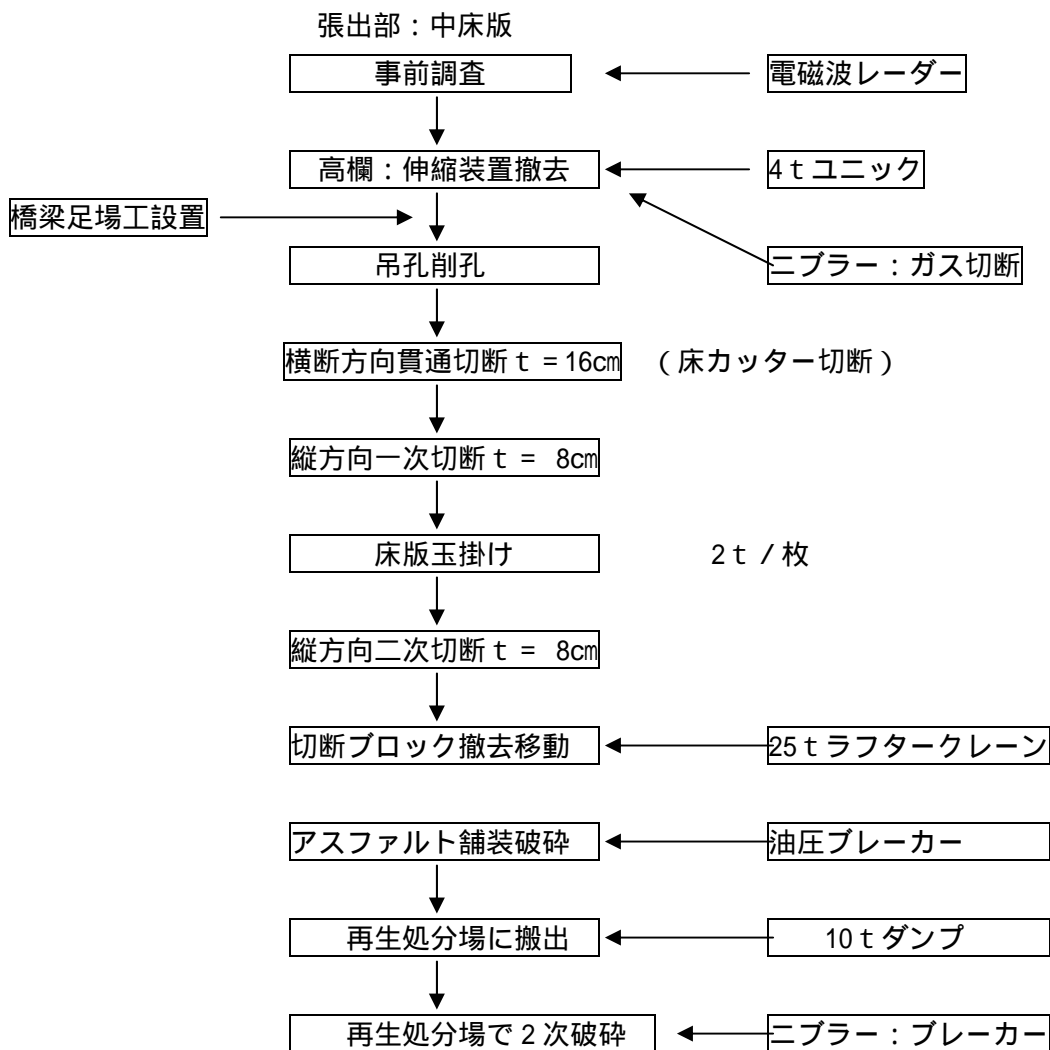 張出部：中床版
事前調査
電磁波レーダー
高欄：伸縮装置撤去
4ｔユニック
橋梁足場工設置
吊孔削孔
ニブラー：ガス切断
横断方向貫通切断ｔ=16㎝ （床カッター切断）
縦方向一次切断ｔ= 8㎝
床版玉掛け
2ｔ/枚
縦方向二次切断ｔ= 8㎝
切断ブロック撤去移動
25ｔラフタークレーン
アスファルト舗装破砕
油圧ブレーカー
再生処分場に搬出
10ｔダンプ
再生処分場で2次破砕
ニブラー：ブレーカー